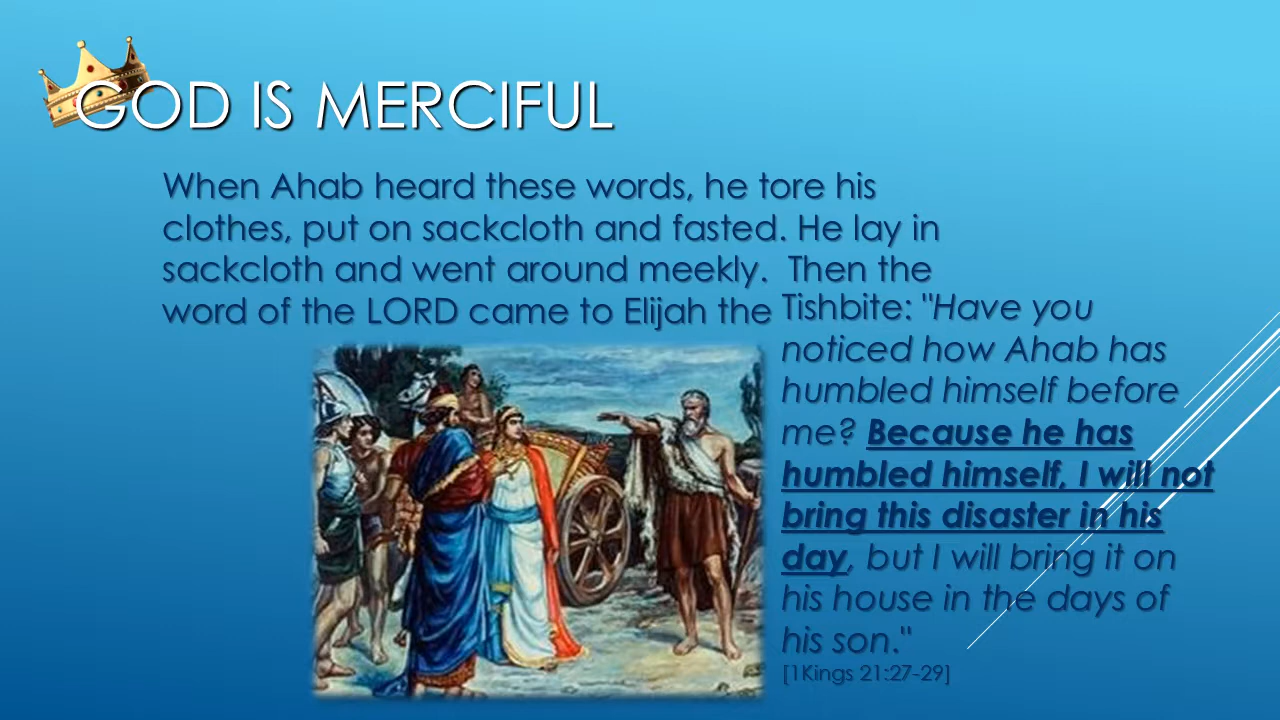 GOD IS MERCIFUL
When Ahab heard these words, he tore his
clothes, put on sackcloth and fasted. He lay in
sackcloth and went around meekly.  Then the
word of the LORD came to Elijah the
Tishbite: "Have you
noticed how Ahab has
humbled himself before
me? Because he has
humbled himself, I will not
bring this disaster in his
day, but I will bring it on
his house in the days of
his son."
[1Kings 21:27-29]